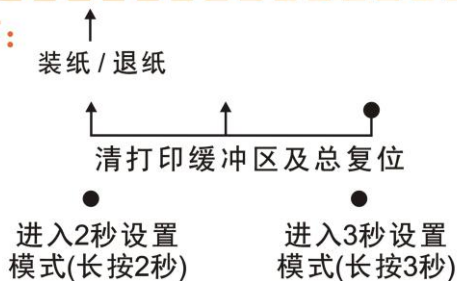 :
装纸 / 退纸
清打印缓冲区及总复位
进入2秒设置 进入3秒设置
模式(长按2秒) 模式(长按3秒)